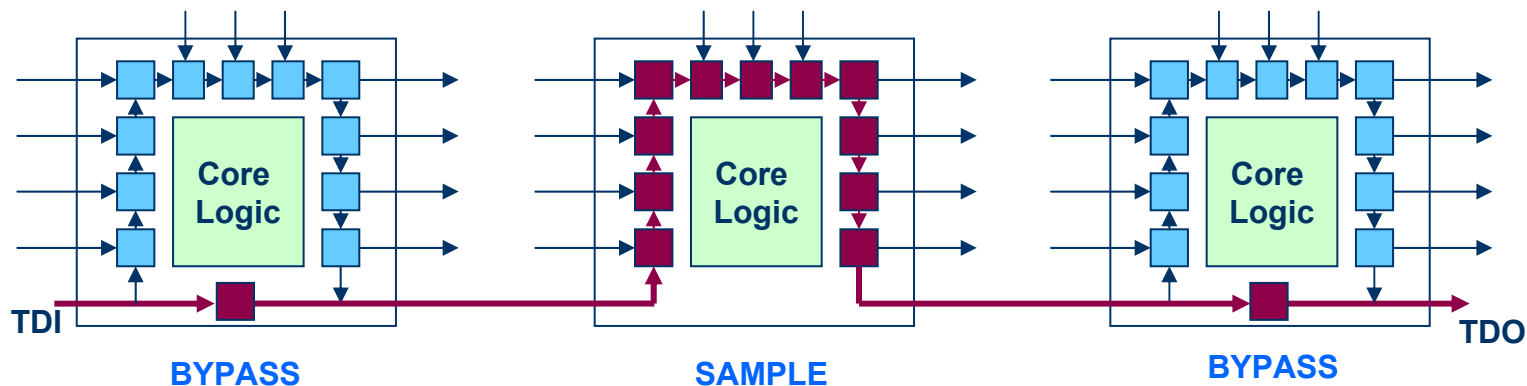 Core
Logic
Core
Logic
Core
Logic
TDI
TDO
BYPASS
SAMPLE
BYPASS